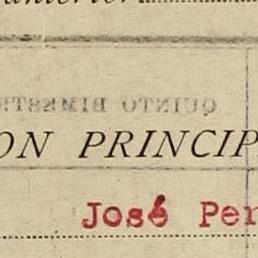 QUINTO BIMESTRE
ON PRINCIP
José Per